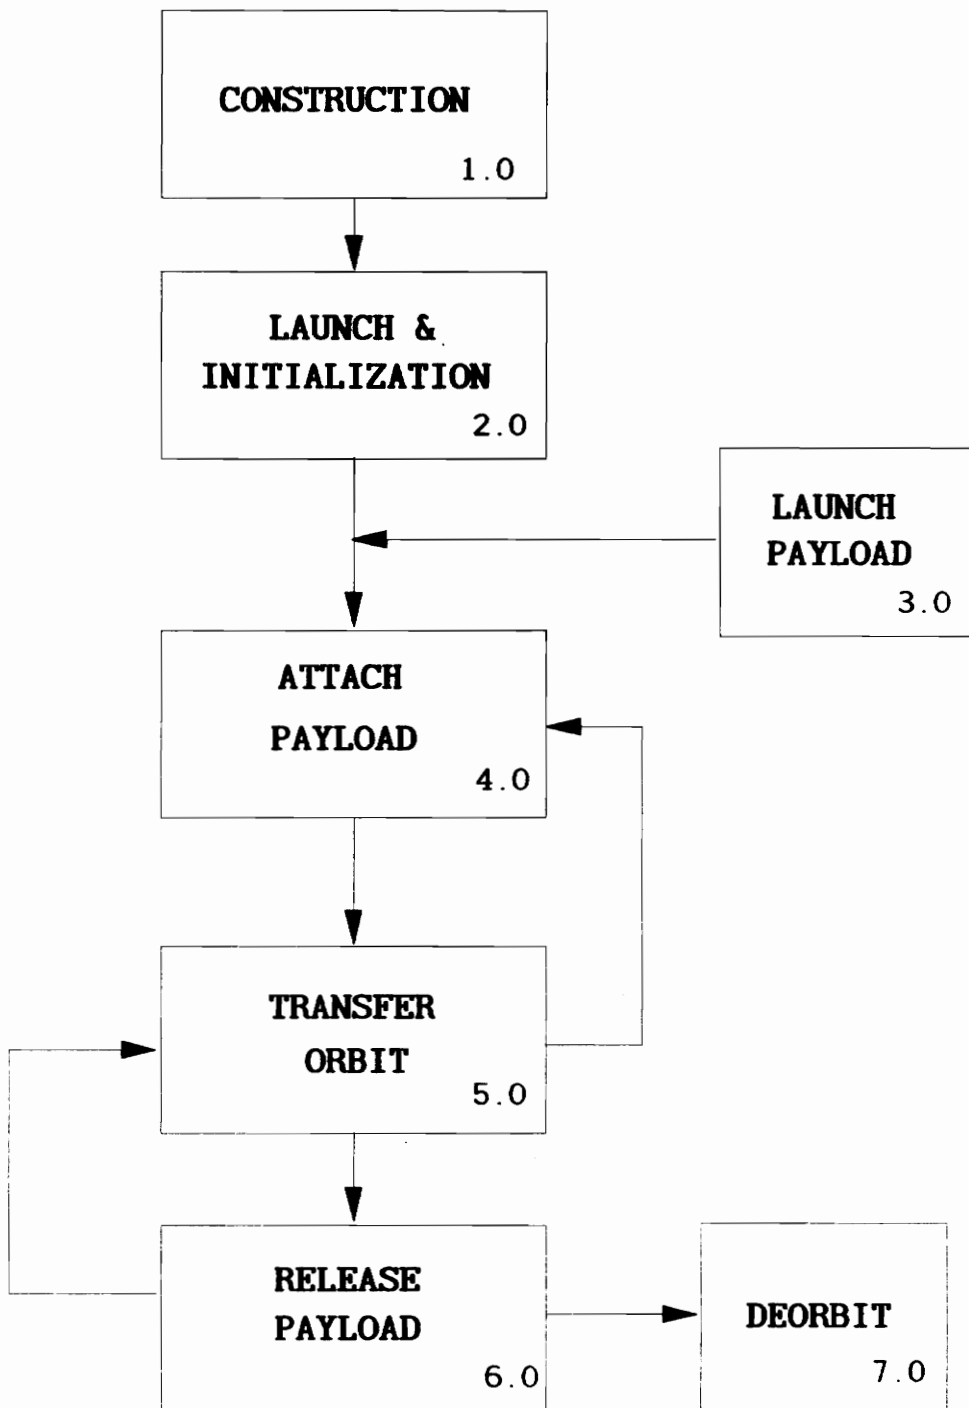 CONSTRUCTION
1.0
LAUNCH &
INITIALIZATION
2.0
LAUNCH
PAYLOAD
3.0
ATTACH
PAYLOAD
4.0
TRANSFER
ORBIT
5.0
RELEASE
PAYLOAD
6.0
DEORBIT
7.0